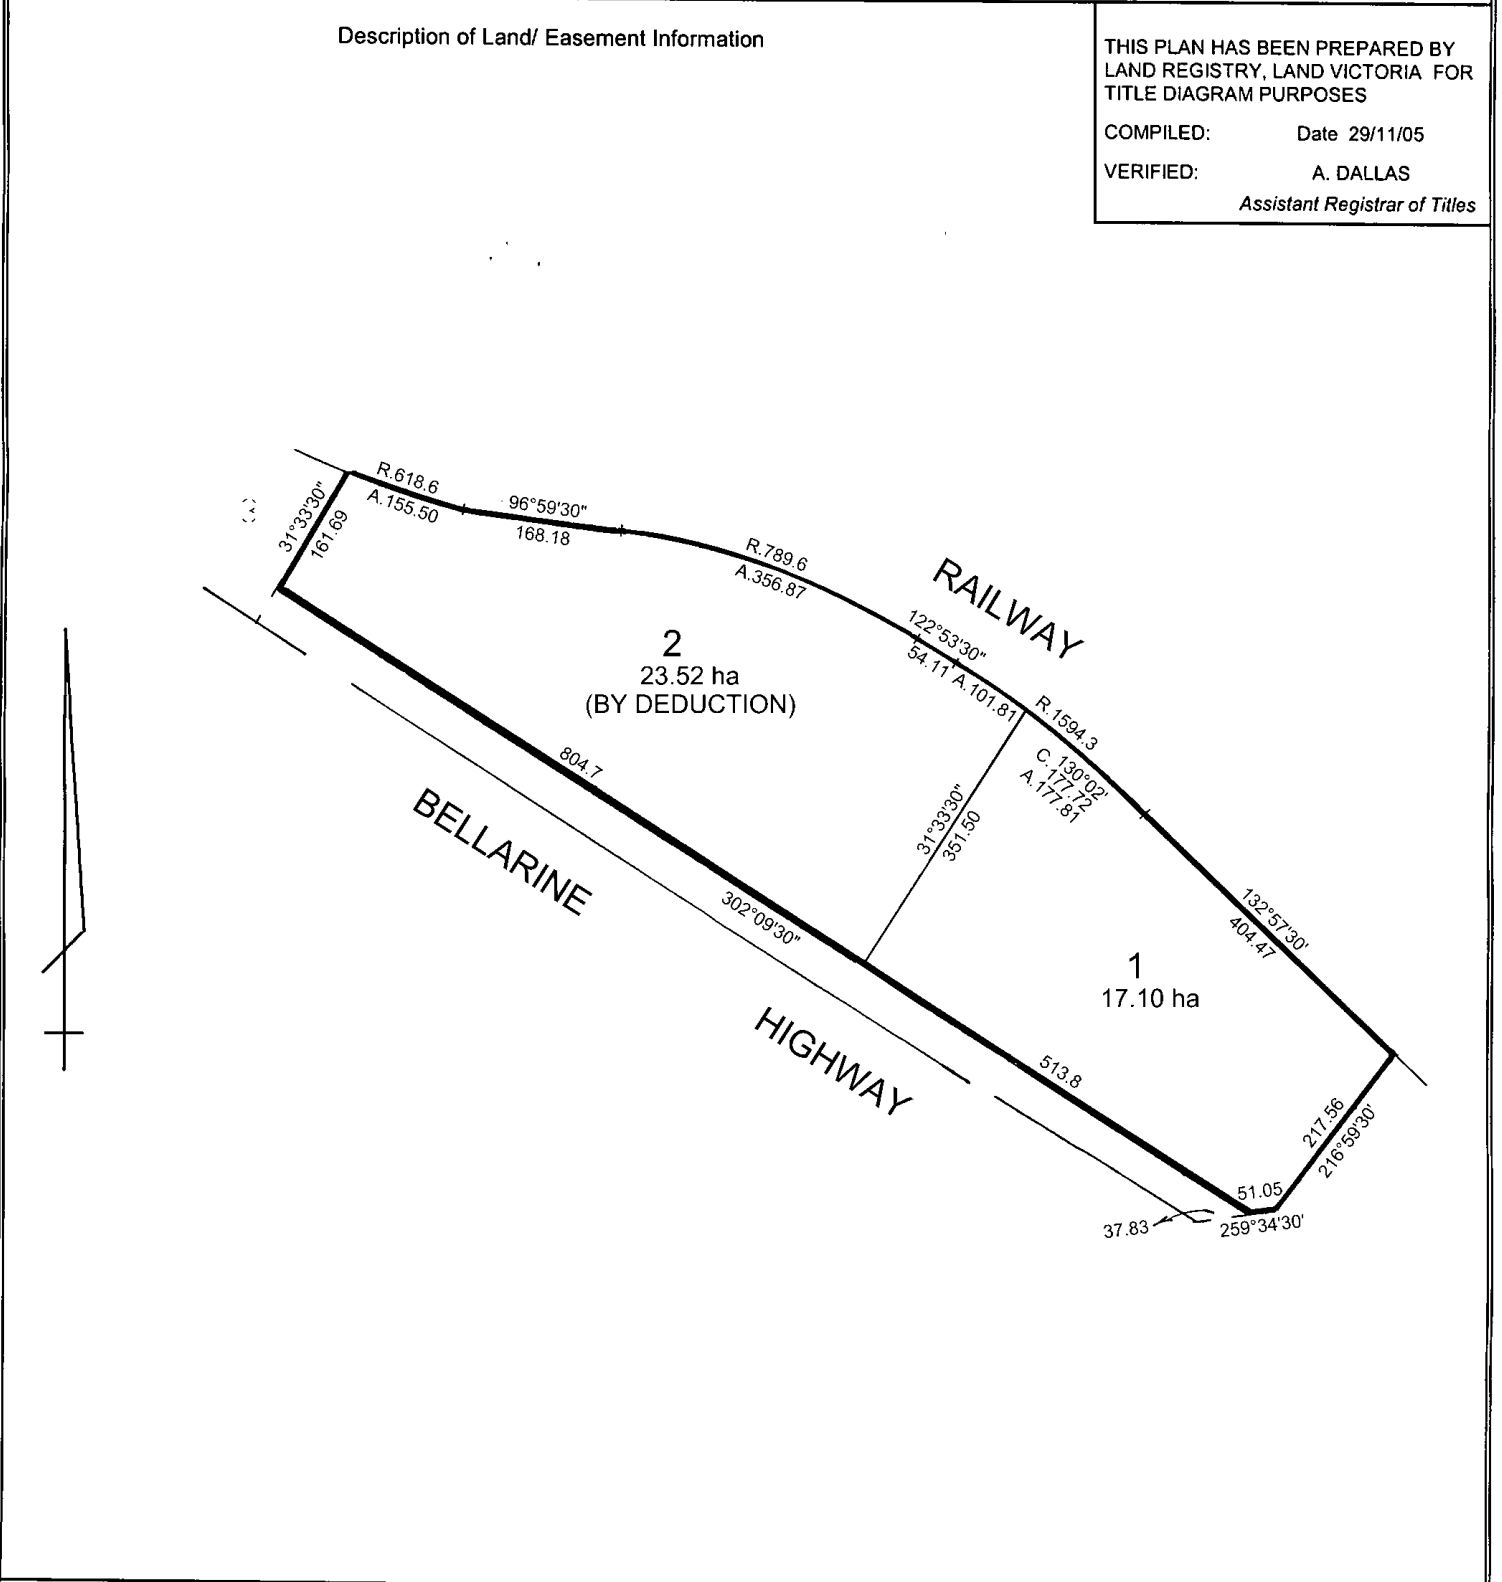 Description of Land/ Easement Information
THIS PLAN HAS BEEN PREPARED BY
LAND REGISTRY, LAND VICTORIA FOR
TITLE DIAGRAM PURPOSES
COMPILED: Date 29/11/05
VERIFIED: A. DALLAS
Assistant Registrar of Titles
R.618.6
A.155.50
96°59'30"
168.18
31°33'30"
161.69
R.789.6
A.356.87
RAILWAY
122°53'30"
54.11
A.101.81
R.1594.3
C. 130°02'
177.72
A.177.81
2
23.52 ha
(BY DEDUCTION)
804.7
BELLARINE
302°09'30"
31°33'30"
351.50
132°57'30'
404.47
1
17.10 ha
HIGHWAY
513.8
217.56
216°59'30'
51.05
259°34'30'
37.83